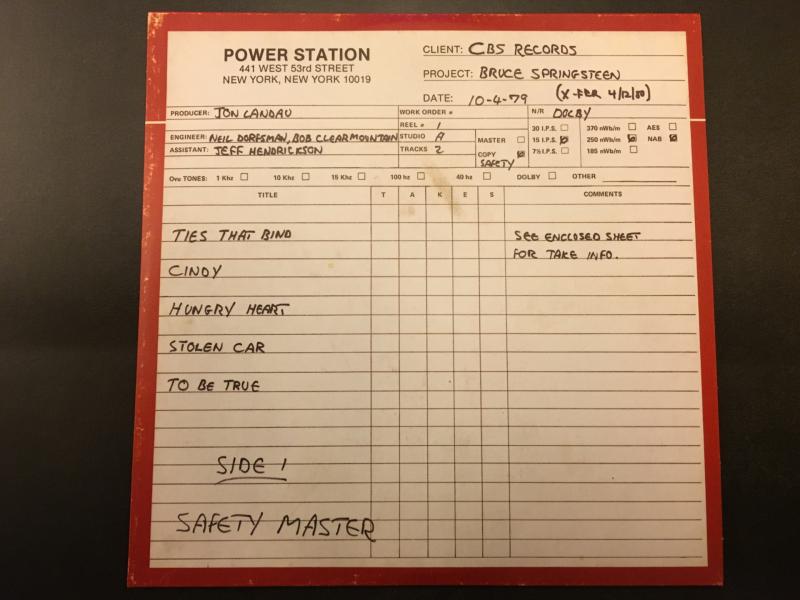 POWER STATION
441 WEST 53rd STREET
NEW YORK, NEW YORK 10019
CLIENT: CBS RECORDS
PROJECT: BRUCE SPRINGSTEEN
DATE: 10-4-79 (X-FER 4/12/80)
PRODUCER: JON LANDAU
WORK ORDER #
N/R DOLBY
REEL # 1
ENGINEER: NEIL DORFSMAN, BOB CLEARMOUNTAIN
STUDIO A
ASSISTANT: JEFF HENDRICKSON
TRACKS 2
MASTER
COPY
SAFETY
30 I.P.S. 370 nWb/m AES
15 I.P.S. 250 nWb/m NAB
7½ I.P.S. 185 nWb/m
Ove TONES: 1 Khz 10 Khz 15 Khz 100 hz 40 hz DOLBY OTHER
TITLE T A K E S COMMENTS
TIES THAT BIND SEE ENCLOSED SHEET
FOR TAKE INFO.
CINDY
HUNGRY HEART
STOLEN CAR
TO BE TRUE
SIDE 1
SAFETY MASTER